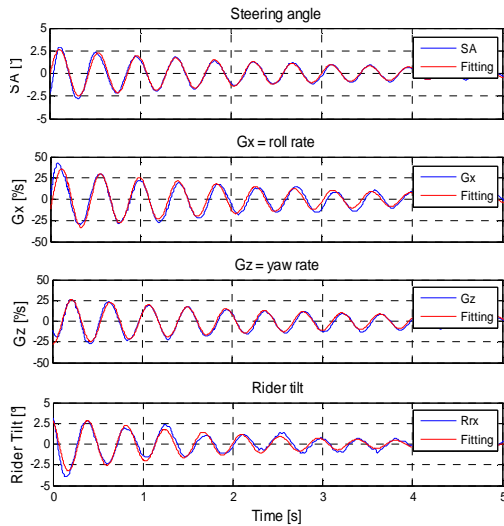 Steering angle
5
2.5
0
-2.5
5
SA [°]
SA
Fitting
Gx = roll rate
50
25
0
25
50
Gx [°/s]
Gx
Fitting
Gz = yaw rate
50
25
0
25
50
Gz [°/s]
Gz
Fitting
Rider tilt
5
2.5
0
-2.5
5
Rider Tilt [°]
Rrx
Fitting
0 1 2 3 4 5
Time [s]